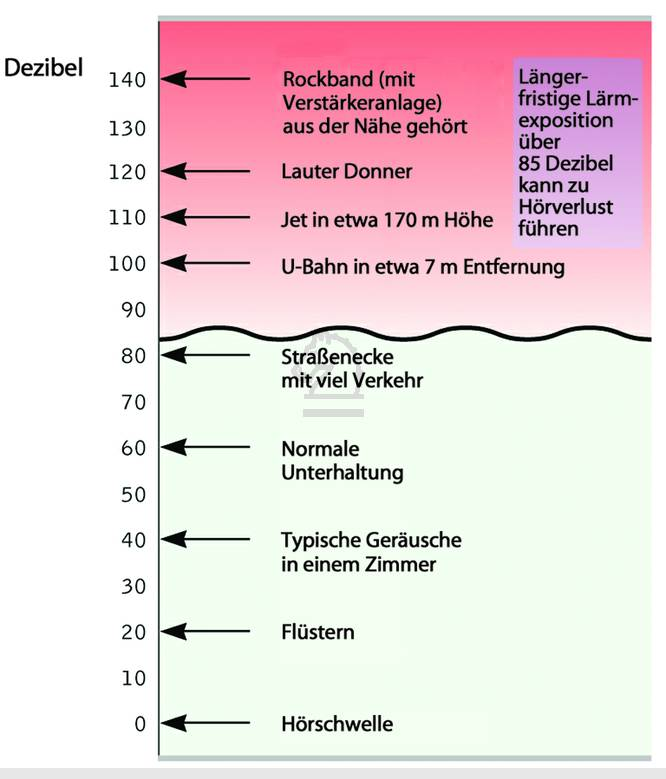 Dezibel
140
Rockband (mit
Verstärkeranlage)
130
aus der Nähe gehört
Länger-
fristige Lärm-
exposition
über
85 Dezibel
kann zu
Hörverlust
führen
120
Lauter Donner
110
Jet in etwa 170 m Höhe
100
U-Bahn in etwa 7 m Entfernung
90
80
Straßenecke
mit viel Verkehr
70
60
Normale
Unterhaltung
50
40
Typische Geräusche
in einem Zimmer
30
20
Flüstern
10
0
Hörschwelle